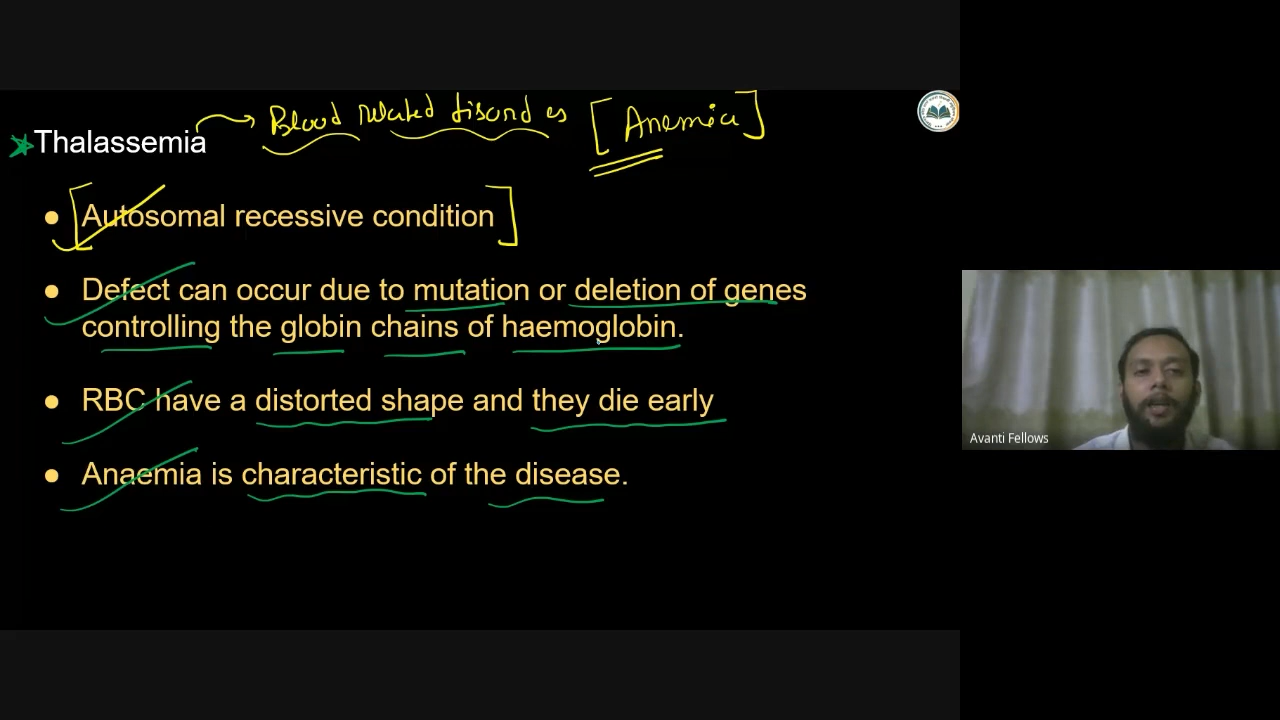 Blood related disorders [Anemia]
Thalassemia
● Autosomal recessive condition
● Defect can occur due to mutation or deletion of genes
controlling the globin chains of haemoglobin.
● RBC have a distorted shape and they die early
● Anaemia is characteristic of the disease.
Avanti Fellows